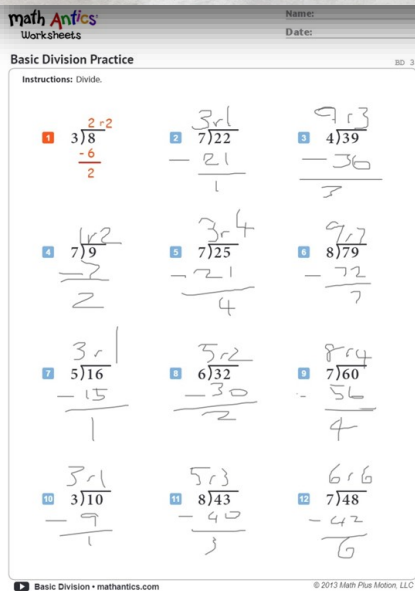 math Antics
Worksheets
Name:
Date:
Basic Division Practice
BD 3
Instructions: Divide.
2 r2
1 3)8
-6
2
3r1
2 7)22
- 21
1
9r3
3 4)39
- 36
3
1r2
4 7)9
- 7
2
3r4
5 7)25
- 21
4
9r7
6 8)79
- 72
7
3r1
7 5)16
- 15
1
5r2
8 6)32
- 30
2
8r4
9 7)60
- 56
4
3r1
10 3)10
- 9
1
5r3
11 8)43
- 40
3
6r6
12 7)48
- 42
6
Basic Division • mathantics.com
© 2013 Math Plus Motion, LLC